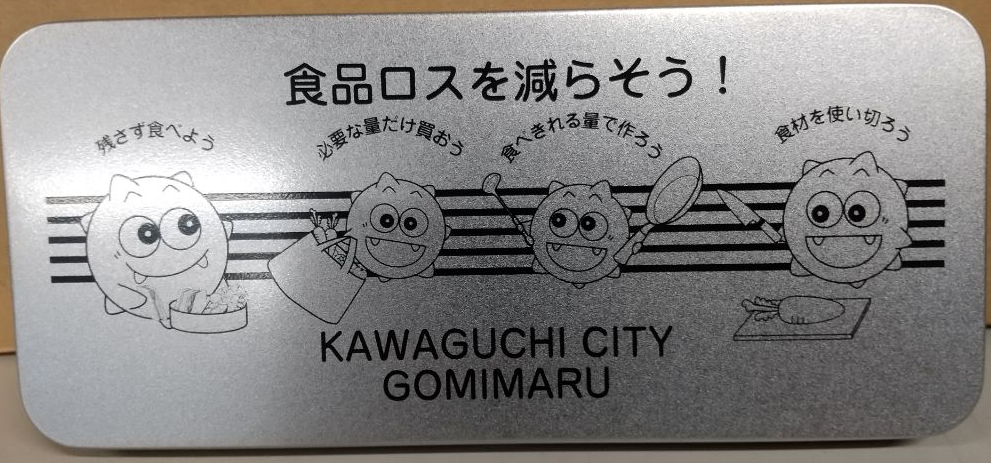 食品ロスを減らそう！
残さず食べよう
必要な量だけ買おう
食べきれる量で作ろう
食材を使い切ろう
KAWAGUCHI CITY
GOMIMARU